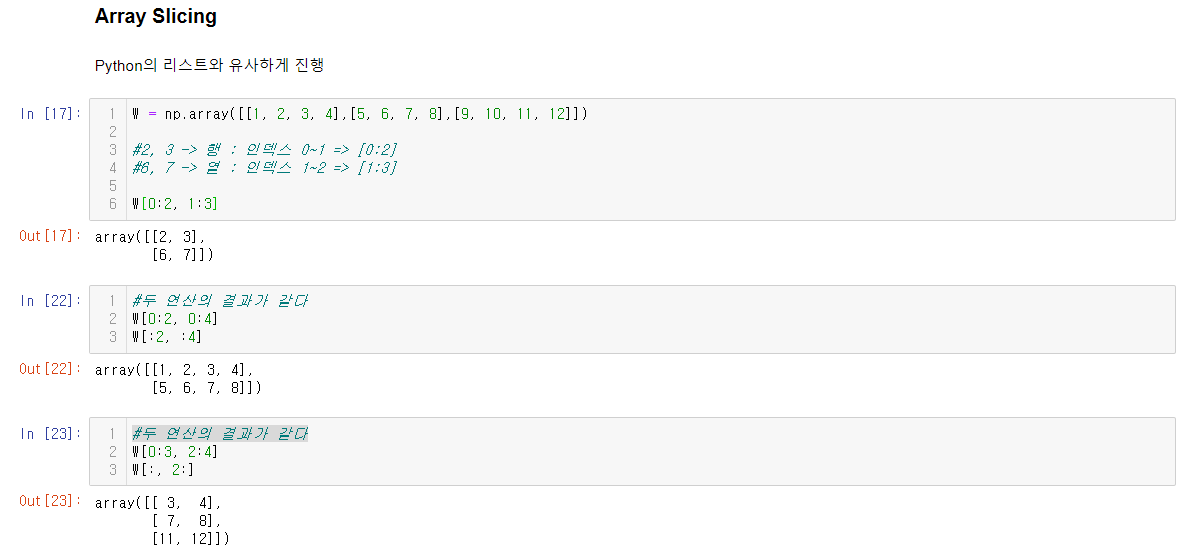 Array Slicing
Python의 리스트와 유사하게 진행
In [17]:
1 W = np.array([[1, 2, 3, 4],[5, 6, 7, 8],[9, 10, 11, 12]])
2
3 #2, 3 -> 행 : 인덱스 0~1 => [0:2]
4 #6, 7 -> 열 : 인덱스 1~2 => [1:3]
5
6 W[0:2, 1:3]
Out[17]: array([[2, 3],
[6, 7]])
In [22]:
1 #두 연산의 결과가 같다
2 W[0:2, 0:4]
3 W[:2, :4]
Out[22]: array([[1, 2, 3, 4],
[5, 6, 7, 8]])
In [23]:
1 #두 연산의 결과가 같다
2 W[0:3, 2:4]
3 W[:, 2:]
Out[23]: array([[ 3,  4],
[ 7,  8],
[11, 12]])